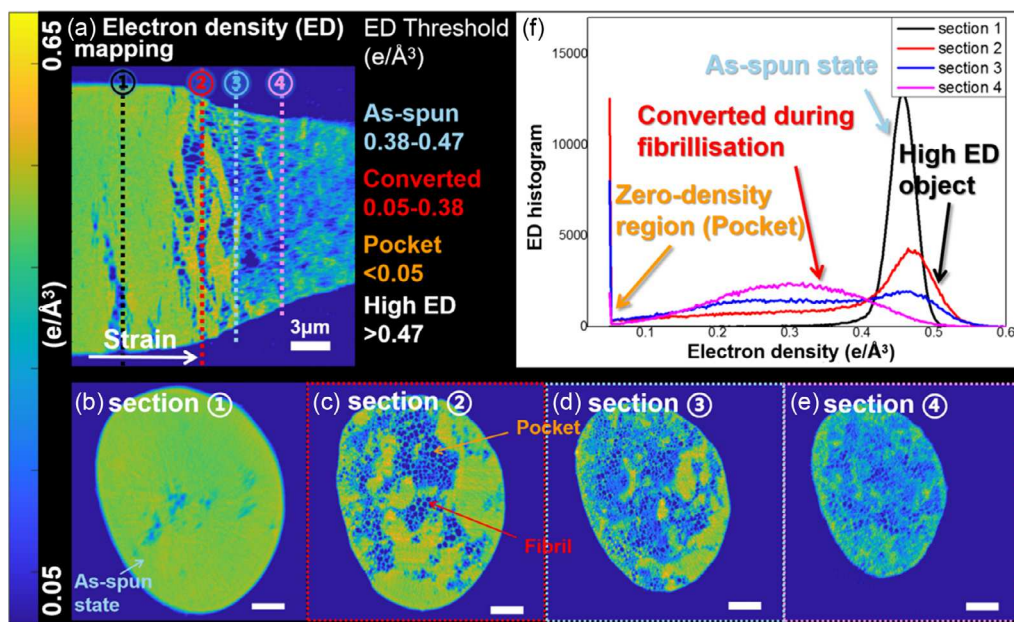 0.65
(e/Å³)
0.05
(a) Electron density (ED)
mapping
① ② ③ ④
Strain
3μm
ED Threshold
(e/Å³)
As-spun
0.38-0.47
Converted
0.05-0.38
Pocket
<0.05
High ED
>0.47
(f)
ED histogram
15000
10000
5000
0
0.1 0.2 0.3 0.4 0.5 0.6
Electron density (e/Å³)
section 1
section 2
section 3
section 4
As-spun state
Converted during
fibrillisation
High ED
object
Zero-density
region (Pocket)
(b) section ①
As-spun
state
(c) section ②
Pocket
Fibril
(d) section ③
(e) section ④